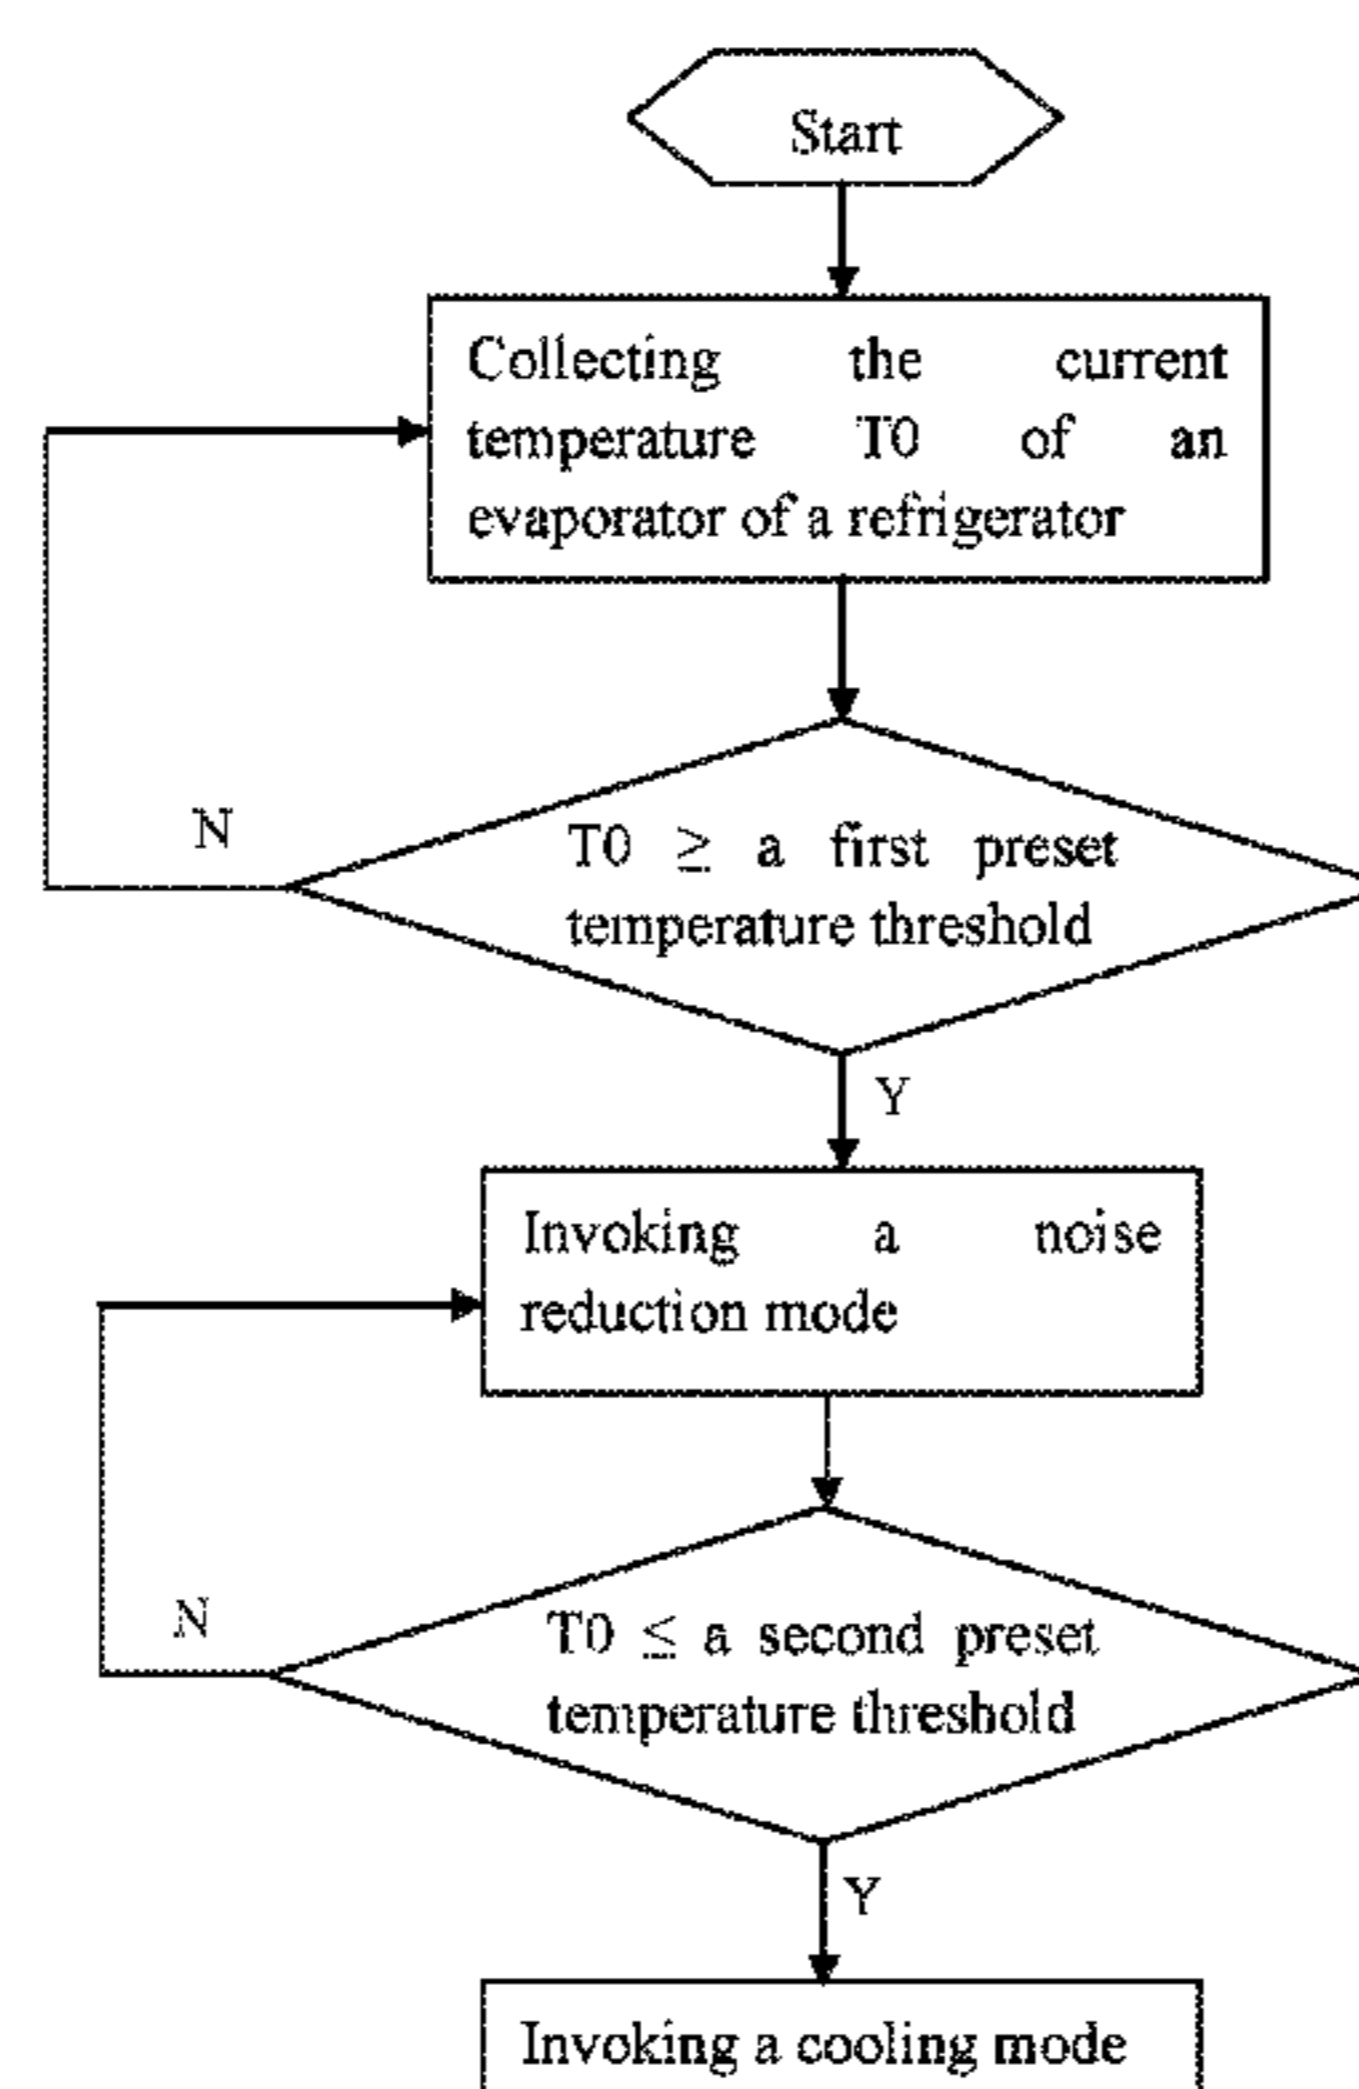 Start
Collecting the current
temperature T0 of an
evaporator of a refrigerator
N
T0 ≥ a first preset
temperature threshold
Y
Invoking a noise
reduction mode
N
T0 ≤ a second preset
temperature threshold
Y
Invoking a cooling mode